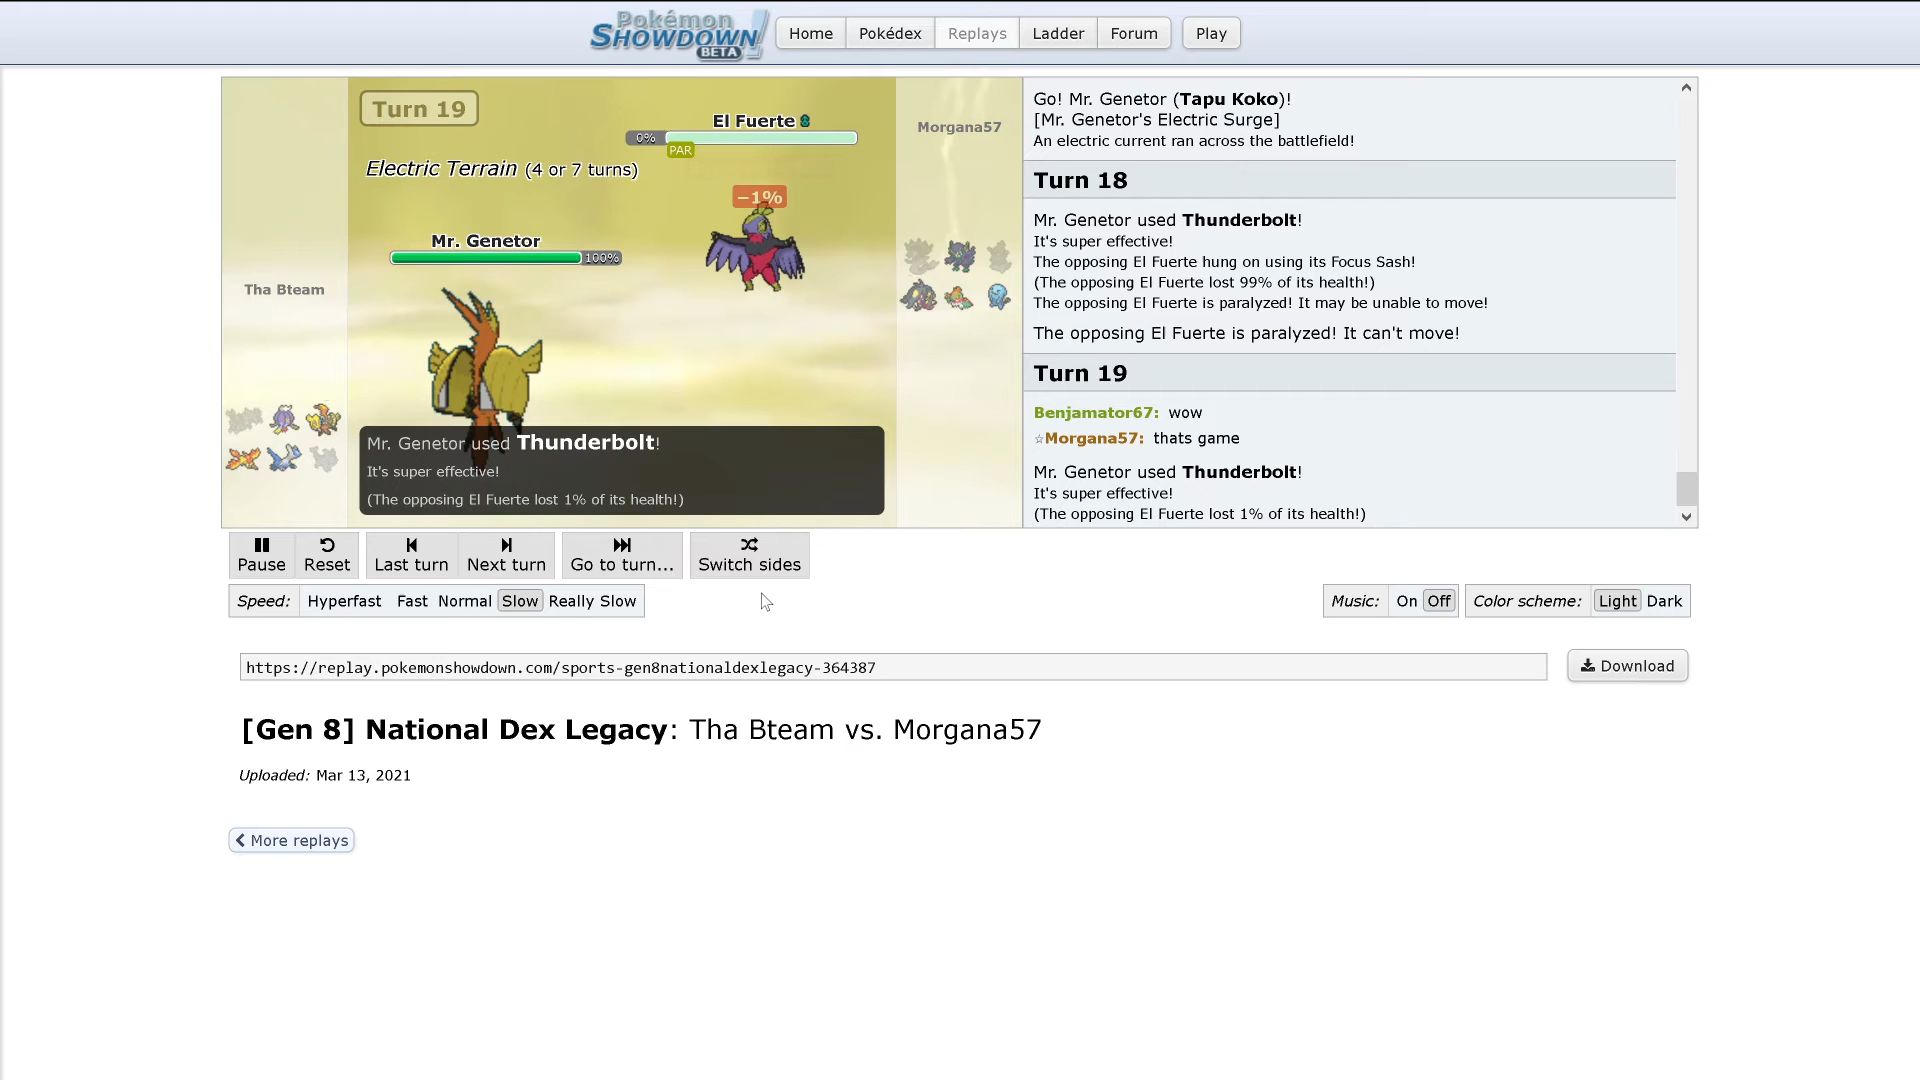 Pokémon
SHOWDOWN!
BETA
Home
Pokédex
Replays
Ladder
Forum
Play
Turn 19
El Fuerte
0%
PAR
Electric Terrain (4 or 7 turns)
-1%
Mr. Genetor
100%
Tha Bteam
Morgana57
Mr. Genetor used Thunderbolt!
It's super effective!
(The opposing El Fuerte lost 1% of its health!)
Go! Mr. Genetor (Tapu Koko)!
[Mr. Genetor's Electric Surge]
An electric current ran across the battlefield!
Turn 18
Mr. Genetor used Thunderbolt!
It's super effective!
The opposing El Fuerte hung on using its Focus Sash!
(The opposing El Fuerte lost 99% of its health!)
The opposing El Fuerte is paralyzed! It may be unable to move!
The opposing El Fuerte is paralyzed! It can't move!
Turn 19
Benjamator67: wow
☆Morgana57: thats game
Mr. Genetor used Thunderbolt!
It's super effective!
(The opposing El Fuerte lost 1% of its health!)
Pause
Reset
Last turn
Next turn
Go to turn...
Switch sides
Speed: Hyperfast Fast Normal Slow Really Slow
Music: On Off
Color scheme: Light Dark
https://replay.pokemonshowdown.com/sports-gen8nationaldexlegacy-364387
Download
[Gen 8] National Dex Legacy: Tha Bteam vs. Morgana57
Uploaded: Mar 13, 2021
More replays